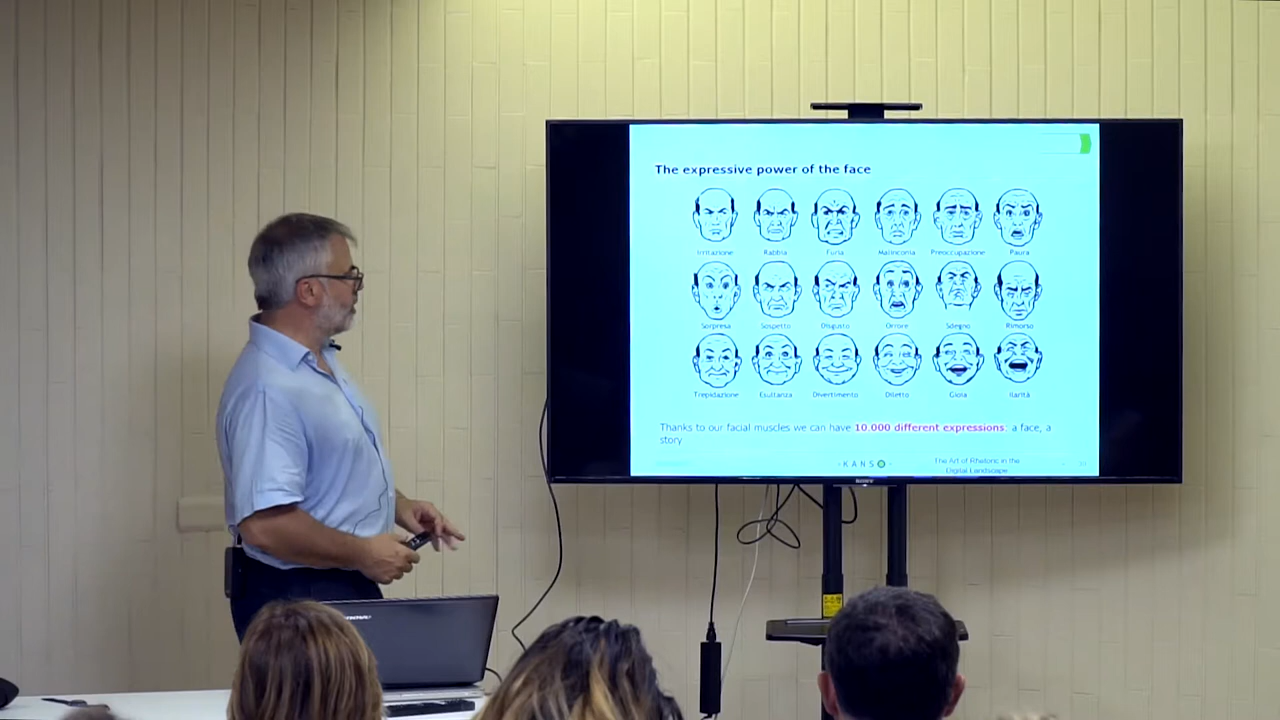 The expressive power of the face
Irritazione Rabbia Furia Malinconia Preoccupazione Paura
Sorpresa Sospetto Disgusto Orrore Sdegno Rimorso
Trepidazione Esultanza Divertimento Diletto Gioia Ilarità
Thanks to our facial muscles we can have 10.000 different expressions: a face, a
story
KANSO
The Art of Rhetoric in the
Digital Landscape
SONY